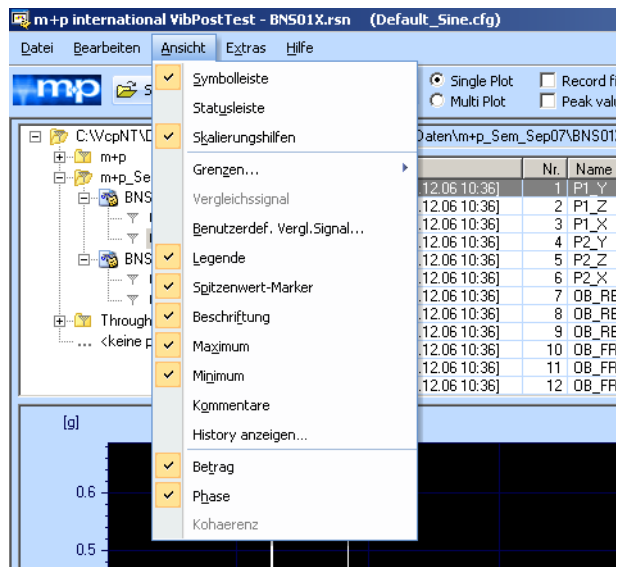 m+p international VibPostTest - BNS01X.rsn (Default_Sine.cfg)
Datei Bearbeiten Ansicht Extras Hilfe
m+p
Single Plot
Multi Plot
Record
Peak
Symbolleiste
Statusleiste
Skalierungshilfen
Grenzen...
Vergleichssignal
Benutzerdef. Vergl.Signal...
Legende
Spitzenwert-Marker
Beschriftung
Maximum
Minimum
Kommentare
History anzeigen...
Betrag
Phase
Kohaerenz
C:\VcpNT\
m+p
m+p_Se
BNS
BNS
Through
<keine
Daten\m+p_Sem_Sep07\BNS01
Nr. Name
.12.06 10:36] 1 P1_Y
.12.06 10:36] 2 P1_Z
.12.06 10:36] 3 P1_X
.12.06 10:36] 4 P2_Y
.12.06 10:36] 5 P2_Z
.12.06 10:36] 6 P2_X
.12.06 10:36] 7 OB_RE
.12.06 10:36] 8 OB_RE
.12.06 10:36] 9 OB_RE
.12.06 10:36] 10 OB_FR
.12.06 10:36] 11 OB_FR
.12.06 10:36] 12 OB_FR
[g]
0.6
0.5